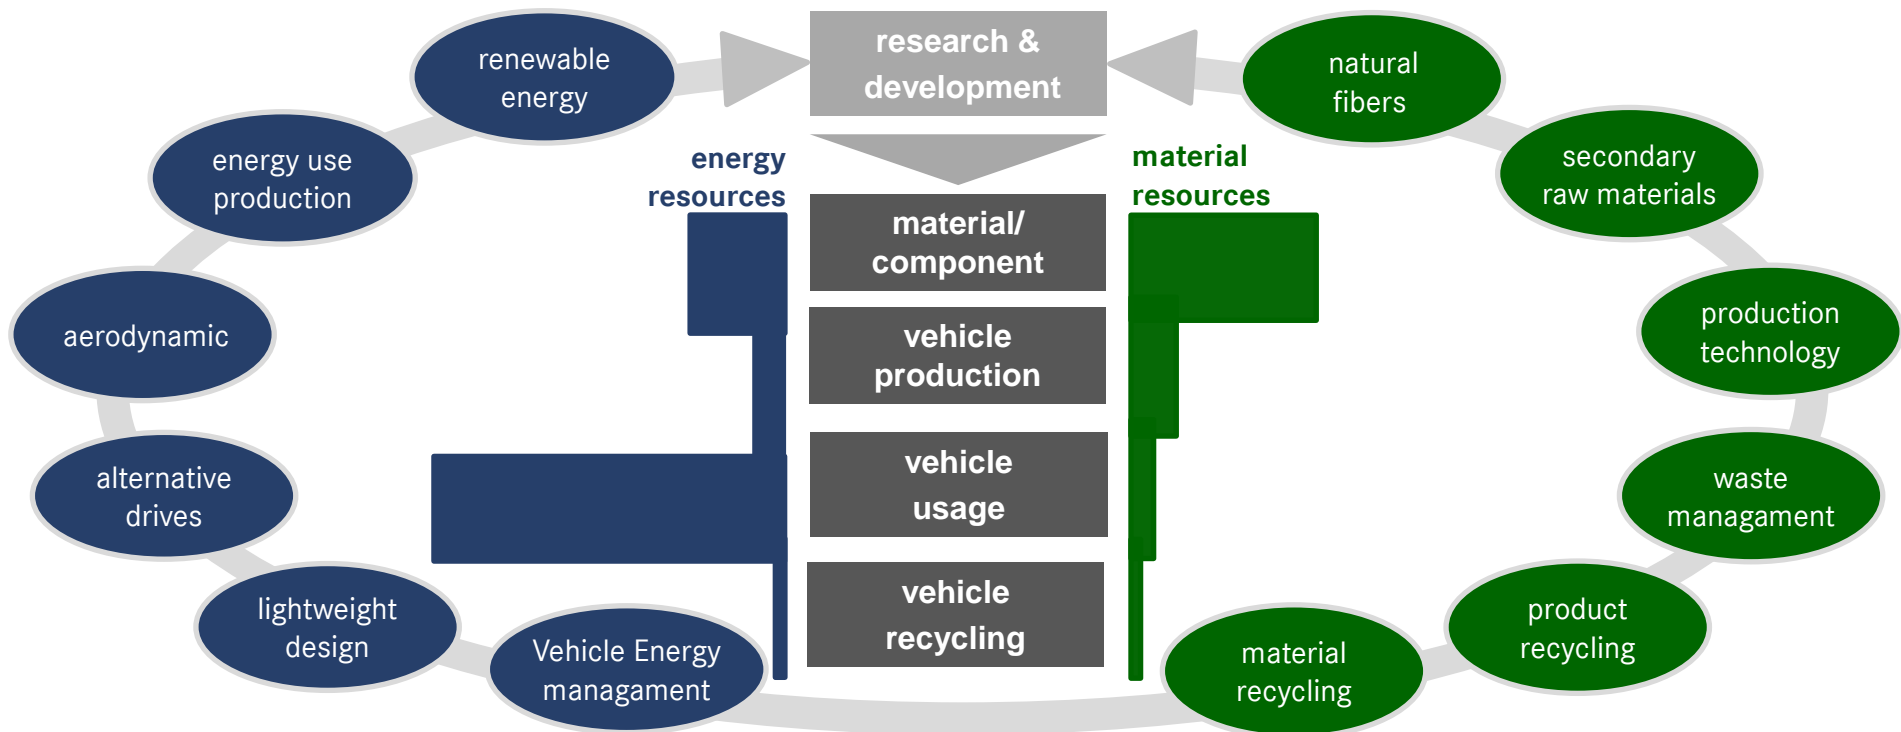 research &
development
renewable
energy
energy use
production
aerodynamic
alternative
drives
lightweight
design
Vehicle Energy
managament
energy
resources
material/
component
vehicle
production
vehicle
usage
vehicle
recycling
material
resources
natural
fibers
secondary
raw materials
production
technology
waste
managament
product
recycling
material
recycling